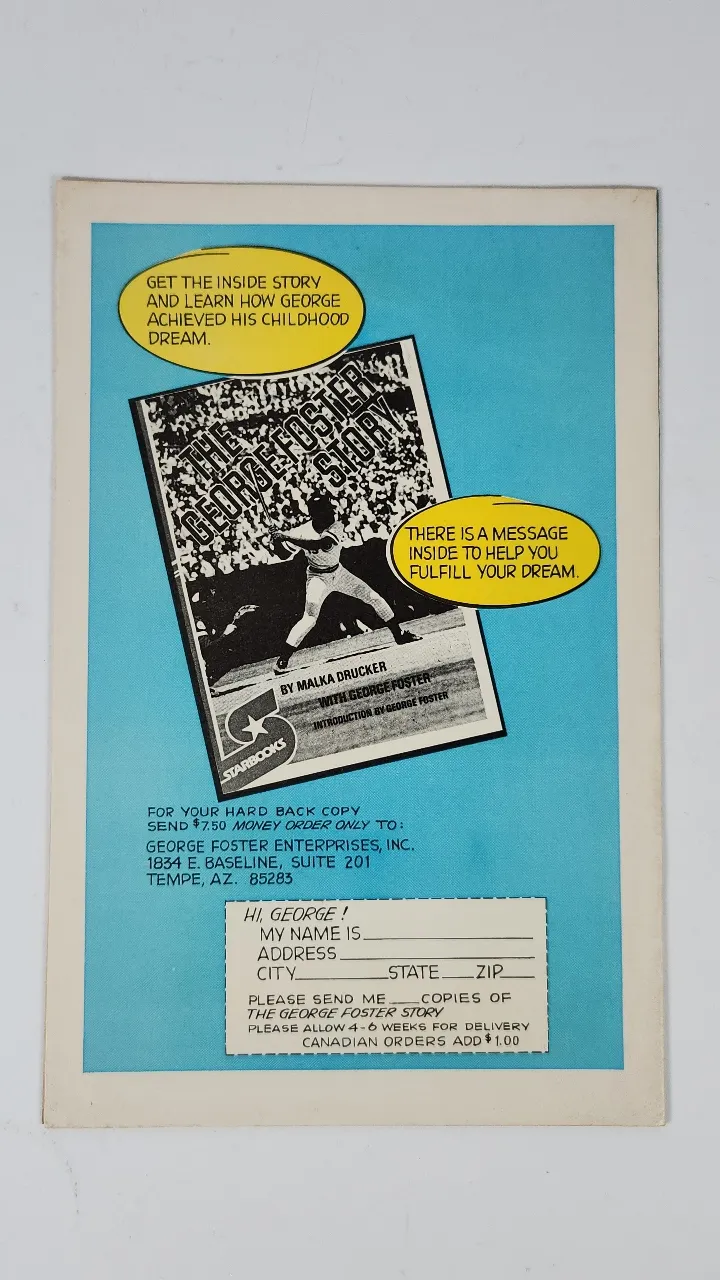 GET THE INSIDE STORY
AND LEARN HOW GEORGE
ACHIEVED HIS CHILDHOOD
DREAM.
THE
GEORGE FOSTER
STORY
THERE IS A MESSAGE
INSIDE TO HELP YOU
FULFILL YOUR DREAM.
BY MALKA DRUCKER
WITH GEORGE FOSTER
INTRODUCTION BY GEORGE FOSTER
STARBOOKS
FOR YOUR HARD BACK COPY
SEND $7.50 MONEY ORDER ONLY TO:
GEORGE FOSTER ENTERPRISES, INC.
1834 E. BASELINE, SUITE 201
TEMPE, AZ. 85283
HI, GEORGE!
MY NAME IS
ADDRESS
CITY STATE ZIP
PLEASE SEND ME COPIES OF
THE GEORGE FOSTER STORY
PLEASE ALLOW 4-6 WEEKS FOR DELIVERY
CANADIAN ORDERS ADD $1.00